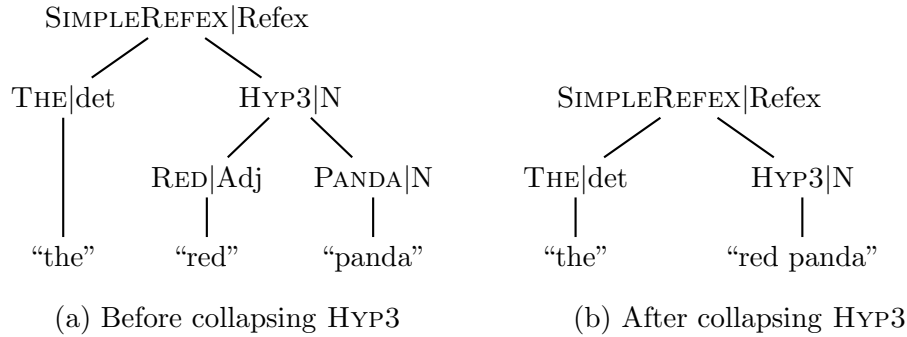 SIMPLEREFEX|Refex
THE|det HYP3|N
RED|Adj PANDA|N
“the” “red” “panda”
(a) Before collapsing HYP3
SIMPLEREFEX|Refex
THE|det HYP3|N
“the” “red panda”
(b) After collapsing HYP3